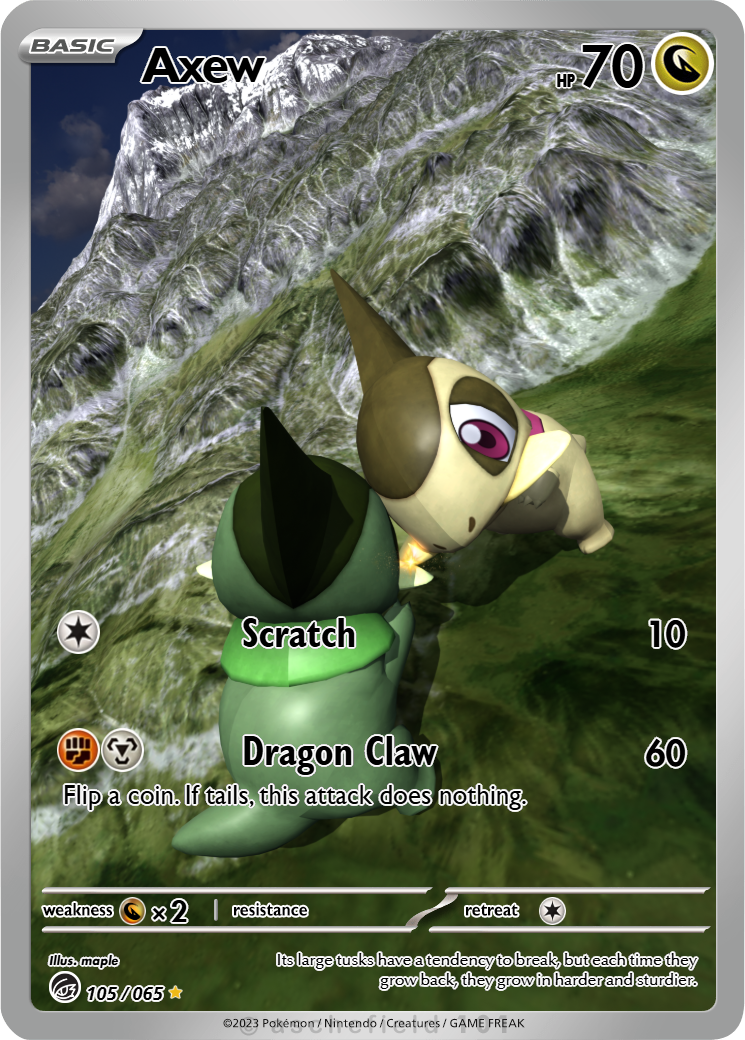 BASIC
Axew
HP 70
Scratch 10
Dragon Claw 60
Flip a coin. If tails, this attack does nothing.
weakness × 2 resistance retreat
Illus. maple
Its large tusks have a tendency to break, but each time they
grow back, they grow in harder and sturdier.
105 / 065
©2023 Pokémon / Nintendo / Creatures / GAME FREAK